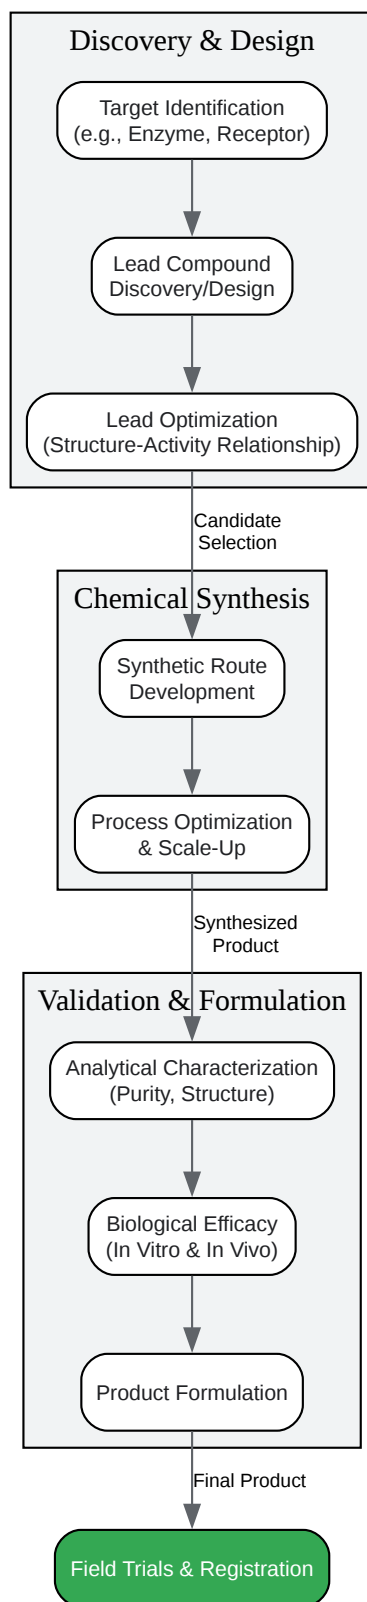 Discovery & Design
Target Identification
(e.g., Enzyme, Receptor)
Lead Compound
Discovery/Design
Lead Optimization
(Structure-Activity Relationship)
Candidate
Selection
Chemical Synthesis
Synthetic Route
Development
Process Optimization
& Scale-Up
Synthesized
Product
Validation & Formulation
Analytical Characterization
(Purity, Structure)
Biological Efficacy
(In Vitro & In Vivo)
Product Formulation
Final Product
Field Trials & Registration